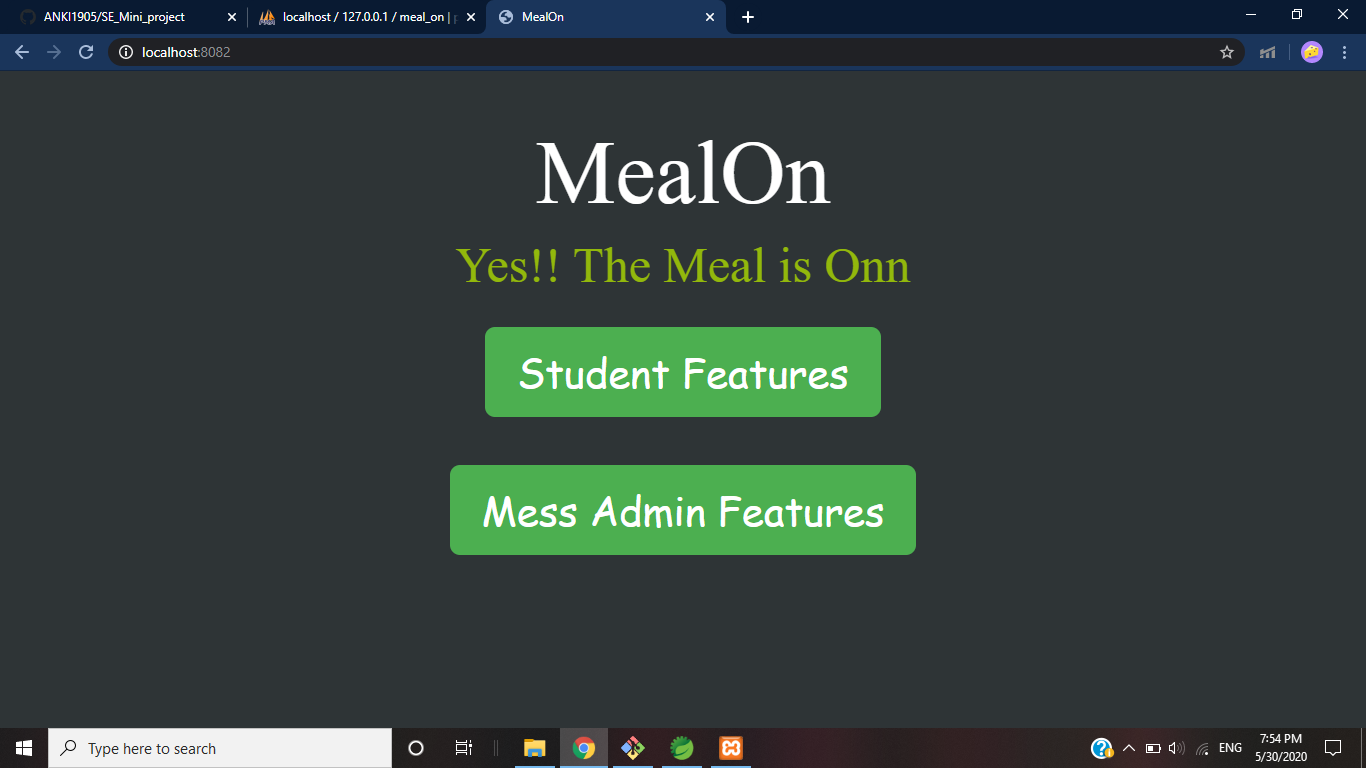 ANKI1905/SE_Mini_project
localhost / 127.0.0.1 / meal_on |
MealOn
localhost:8082
MealOn
Yes!! The Meal is Onn
Student Features
Mess Admin Features
Type here to search
ENG
7:54 PM
5/30/2020